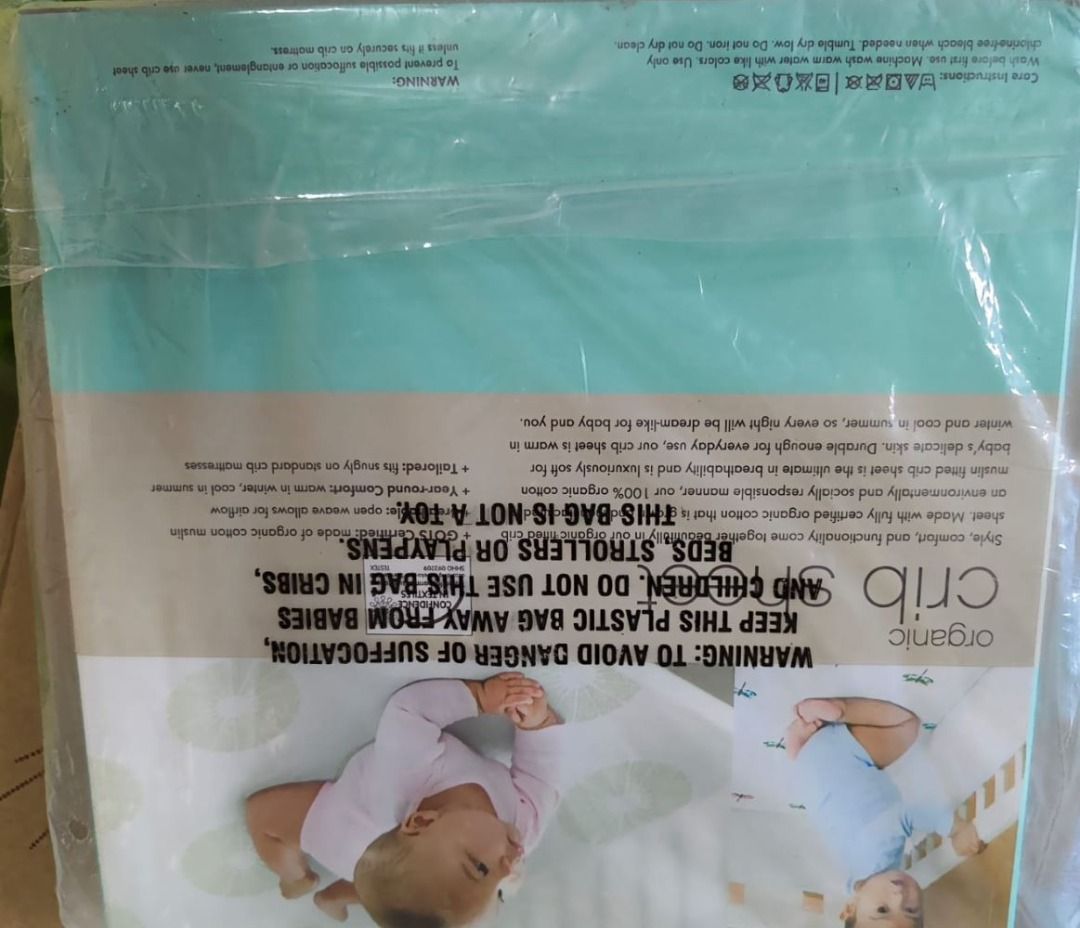 organic
crib sheet
Style, comfort, and functionality come together beautifully in our organic fitted crib
sheet. Made with fully certified organic cotton that is grown and produced in
an environmentally and socially responsible manner, our 100% organic cotton
muslin fitted crib sheet is the ultimate in breathability and is luxuriously soft for
baby's delicate skin. Durable enough for everyday use, our crib sheet is warm in
winter and cool in summer, so every night will be dream-like for baby and you.
CONFIDENCE
IN TEXTILES
SHHO 092709
TESTEX
+ GOTS Certified: made of organic cotton muslin
+ Breathable: open weave allows for airflow
+ Year-round Comfort: warm in winter, cool in summer
+ Tailored: fits snugly on standard crib mattresses
WARNING: TO AVOID DANGER OF SUFFOCATION,
KEEP THIS PLASTIC BAG AWAY FROM BABIES
AND CHILDREN. DO NOT USE THIS BAG IN CRIBS,
BEDS, STROLLERS OR PLAYPENS.
THIS BAG IS NOT A TOY.
Care Instructions:
Wash before first use. Machine wash warm water with like colors. Use only
chlorine-free bleach when needed. Tumble dry low. Do not iron. Do not dry clean.
WARNING:
To prevent possible suffocation or entanglement, never use crib sheet
unless it fits securely on crib mattress.